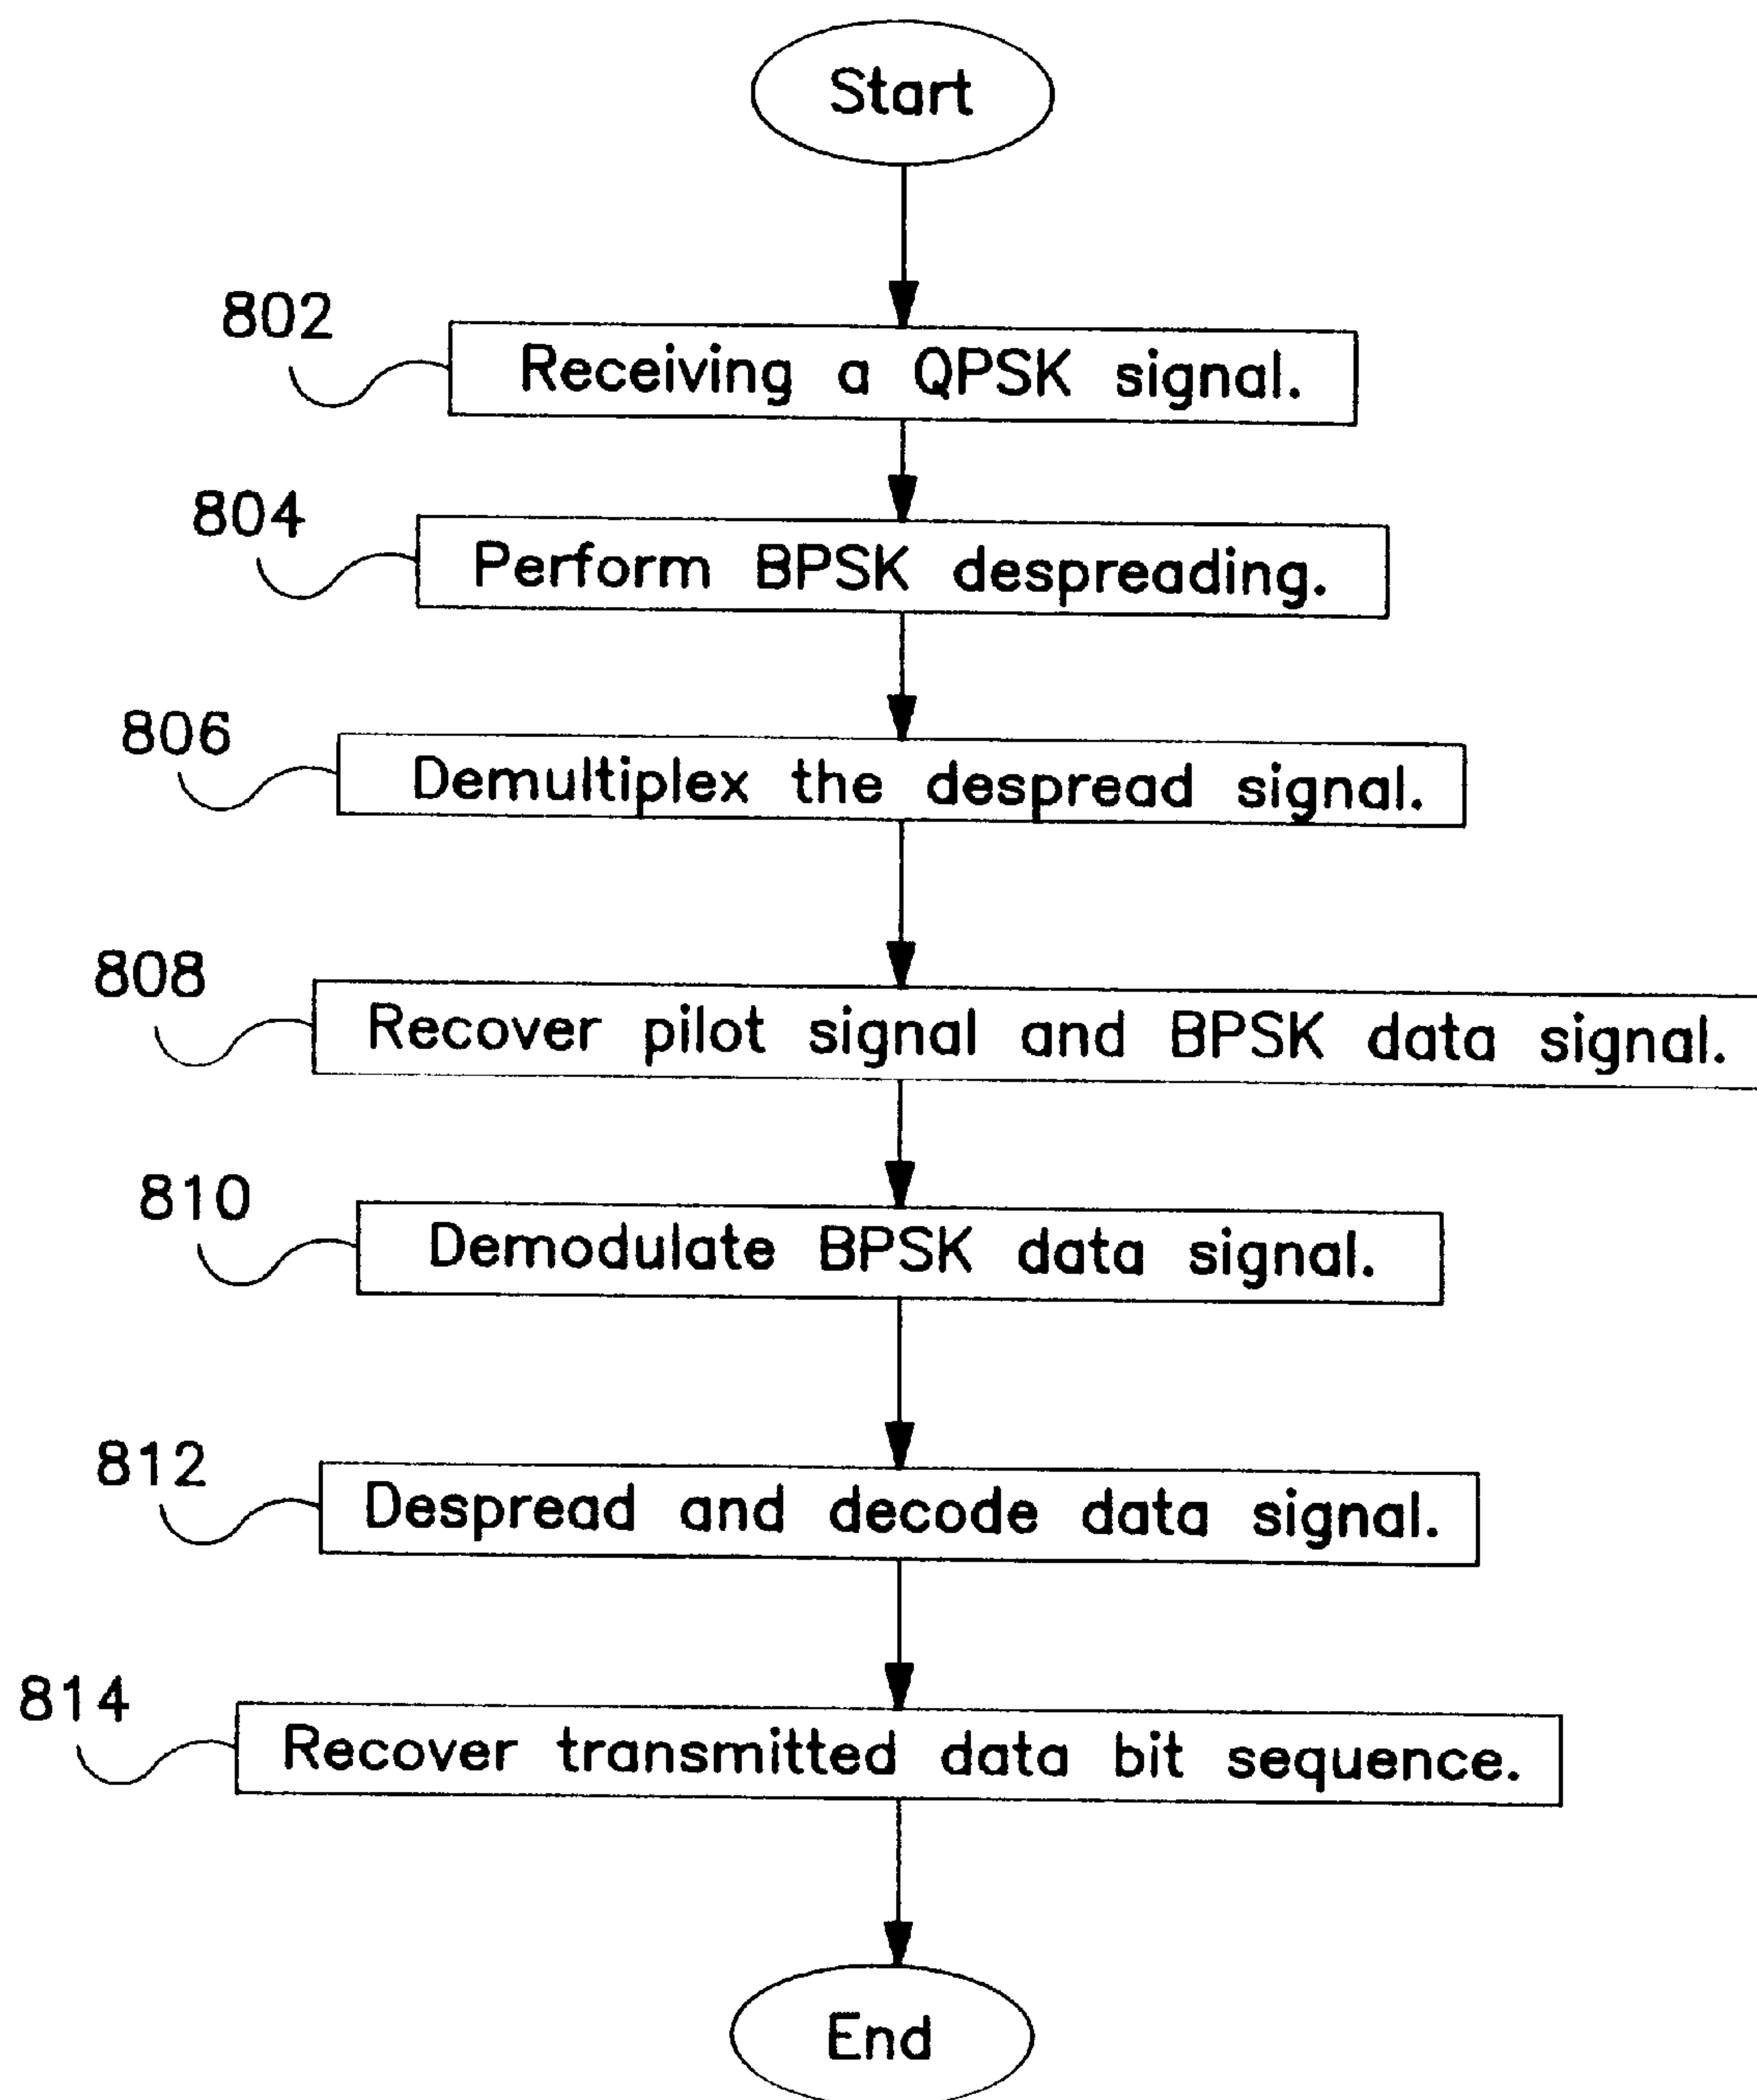 Start
802
Receiving a QPSK signal.
804
Perform BPSK despreading.
806
Demultiplex the despread signal.
808
Recover pilot signal and BPSK data signal.
810
Demodulate BPSK data signal.
812
Despread and decode data signal.
814
Recover transmitted data bit sequence.
End